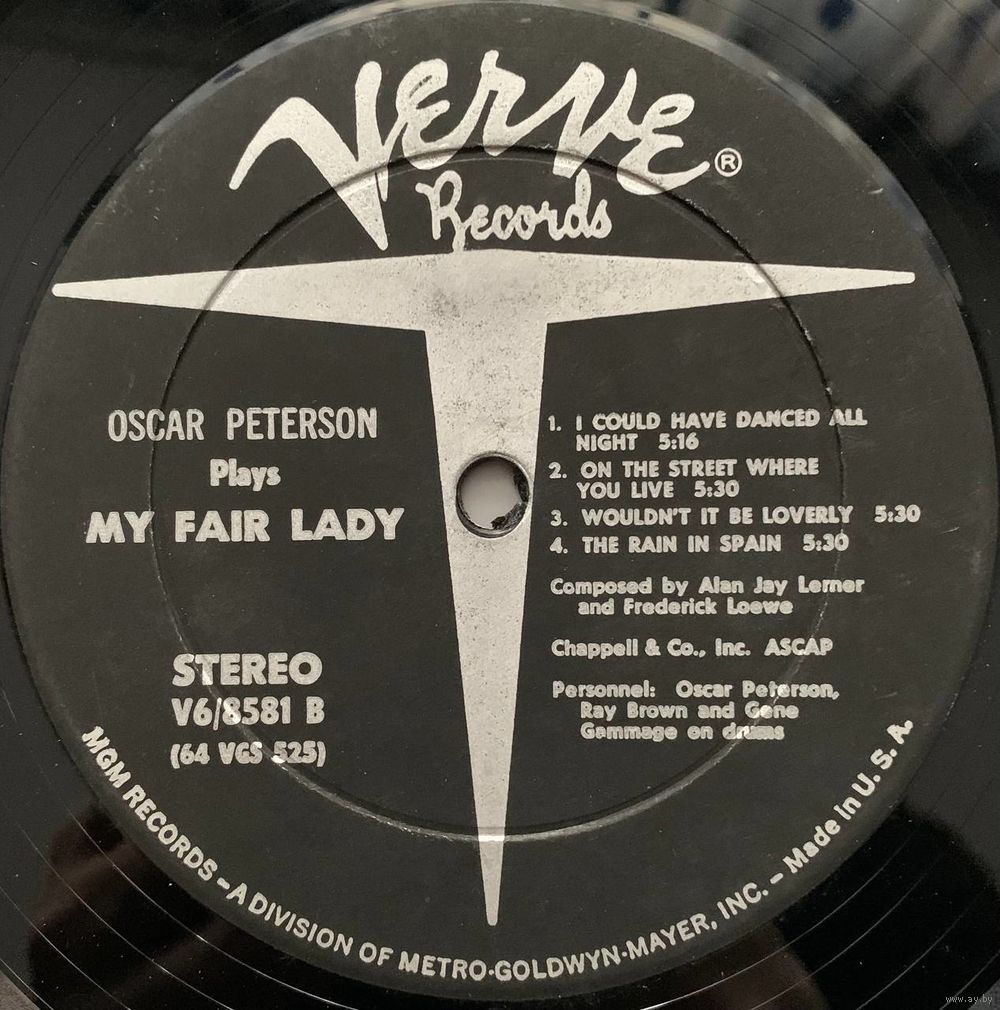 Verve ®
Records
OSCAR PETERSON
Plays
MY FAIR LADY
STEREO
V6/8581 B
(64 VGS 525)
1. I COULD HAVE DANCED ALL
NIGHT 5:16
2. ON THE STREET WHERE
YOU LIVE 5:30
3. WOULDN'T IT BE LOVERLY 5:30
4. THE RAIN IN SPAIN 5:30
Composed by Alan Jay Lerner
and Frederick Loewe
Chappell & Co., Inc. ASCAP
Personnel: Oscar Peterson,
Ray Brown and Gene
Gammage on drums
MGM RECORDS – A DIVISION OF METRO-GOLDWYN-MAYER, INC. – Made in U. S. A.
www.ay.by